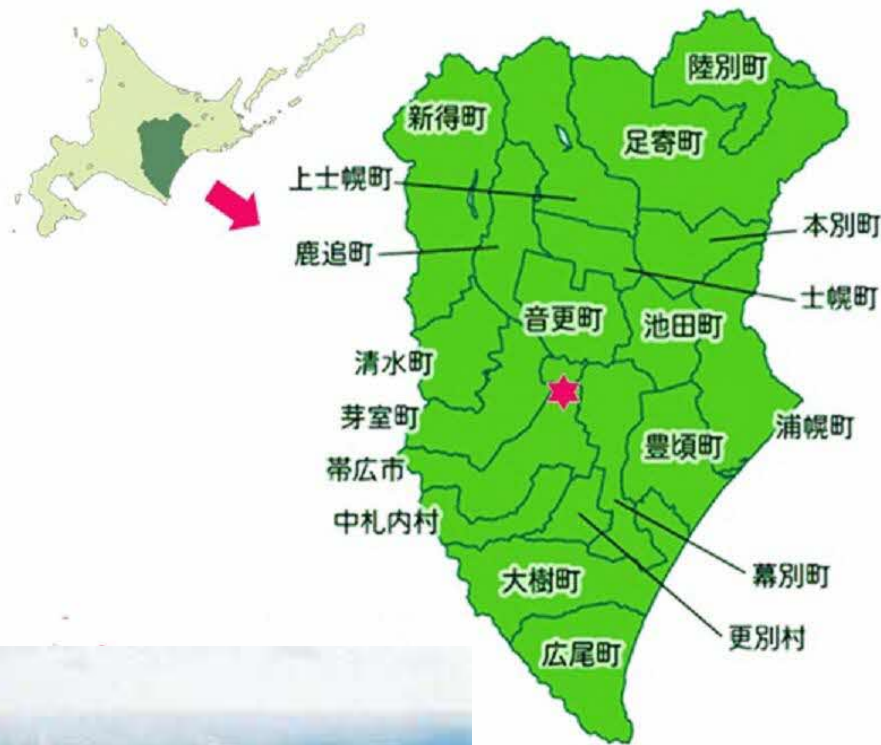 陸別町
新得町
足寄町
上士幌町
本別町
鹿追町
士幌町
音更町
池田町
清水町
芽室町
浦幌町
豊頃町
帯広市
中札内村
幕別町
大樹町
更別村
広尾町